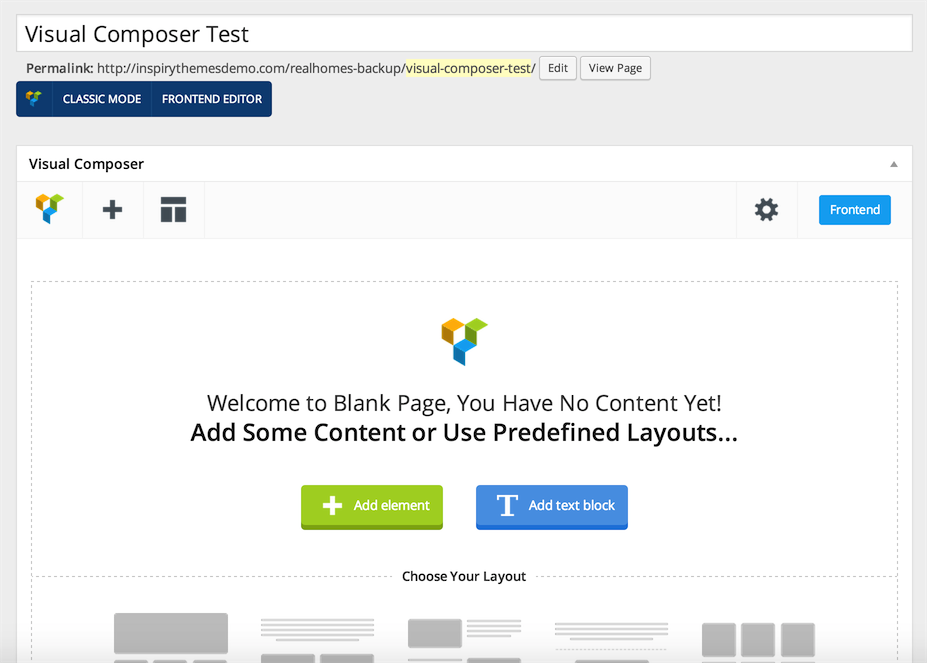 Visual Composer Test
Permalink: http://inspirythemesdemo.com/realhomes-backup/visual-composer-test/ Edit View Page
CLASSIC MODE FRONTEND EDITOR
Visual Composer
Frontend
Welcome to Blank Page, You Have No Content Yet!
Add Some Content or Use Predefined Layouts...
Add element T Add text block
Choose Your Layout